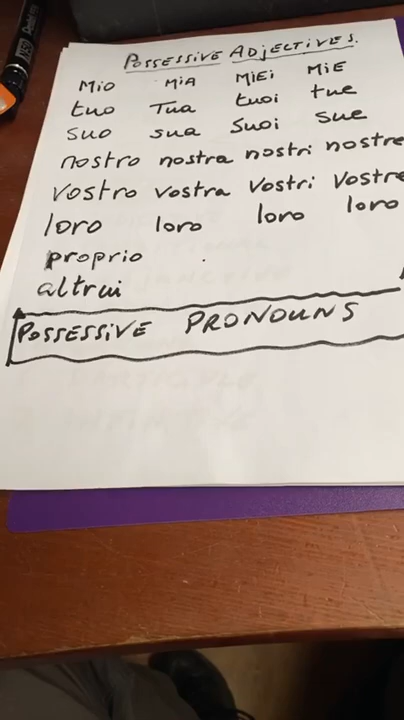 POSSESSIVE ADJECTIVES.
MiO MiA MiEi MiE
tuo Tua tuoi tue
suo sua Suoi sue
nostro nostra nostri nostre
Vostro vostra Vostri Vostre
loro loro loro loro
proprio
altrui
POSSESSiVE PRONOUNS